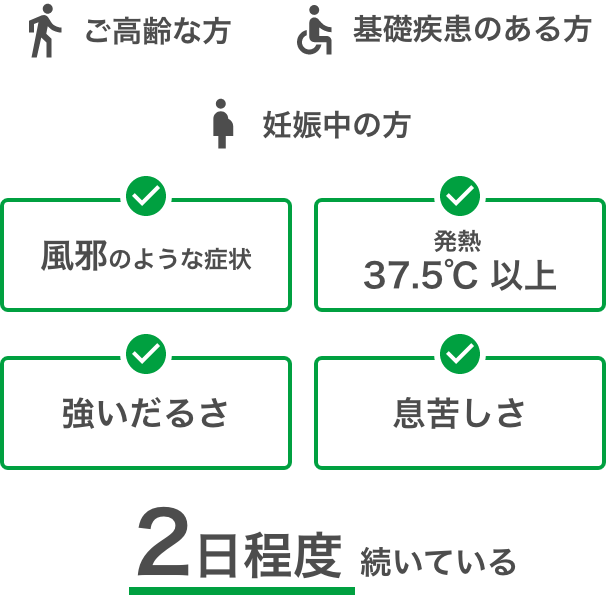 ご高齢な方
基礎疾患のある方
妊娠中の方
風邪のような症状
発熱
37.5℃ 以上
強いだるさ
息苦しさ
2日程度 続いている